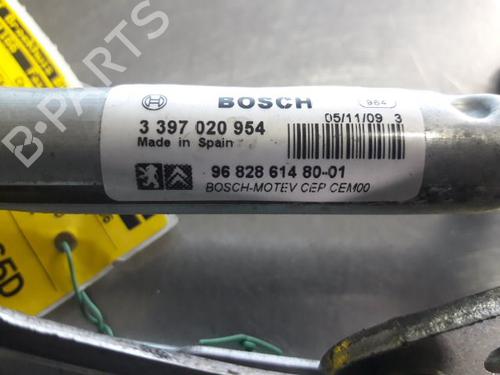 BOSCH
964
3 397 020 954
05/11/09 3
Made in Spain
96 828 614 80-01
BOSCH-MOTEV CEP CEM00
5D